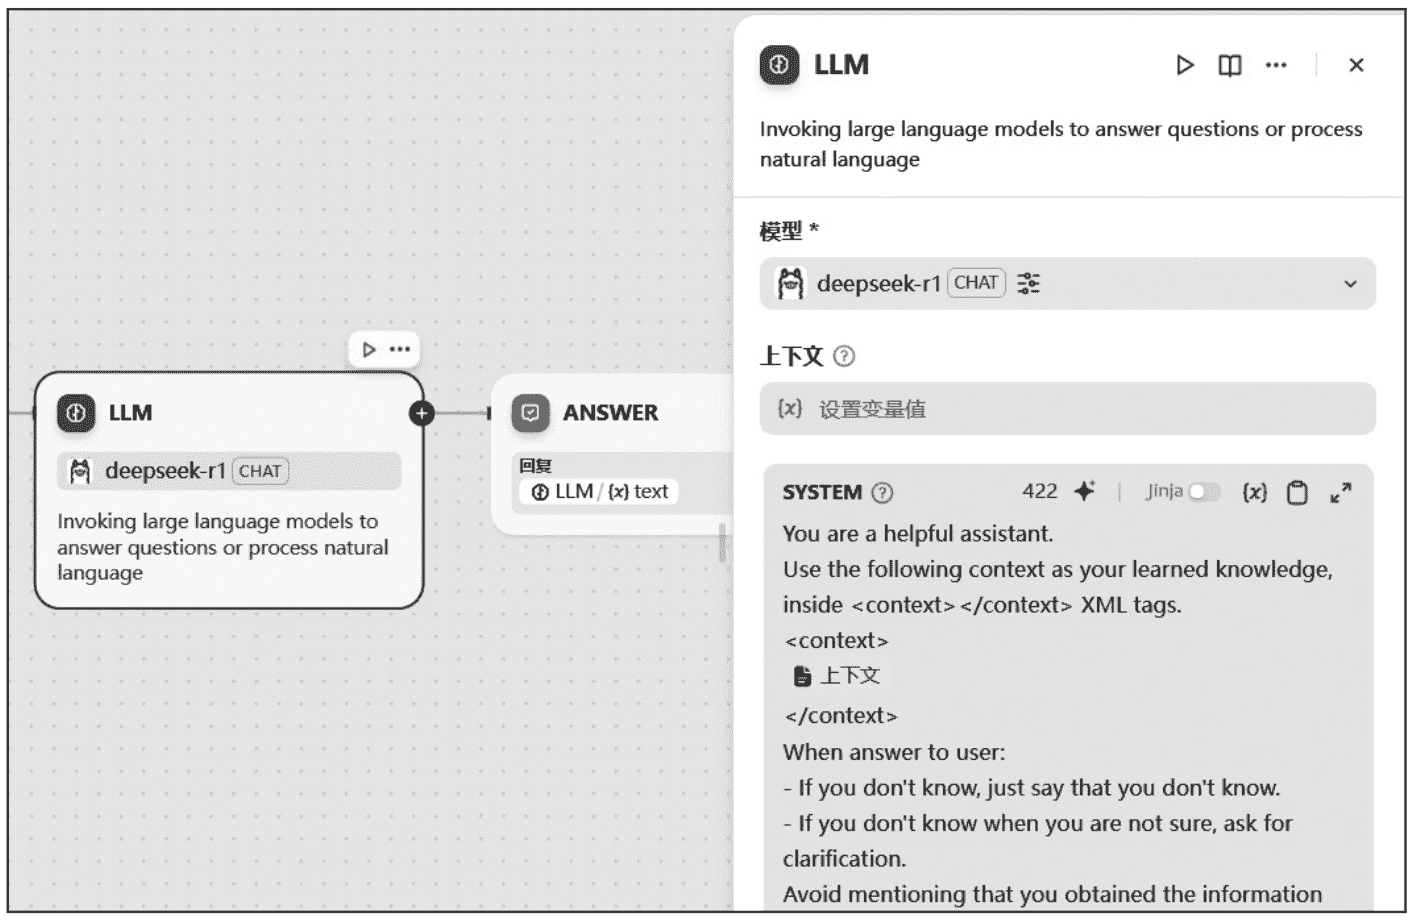 LLM
deepseek-r1 CHAT
Invoking large language models to
answer questions or process natural
language
ANSWER
回复
LLM / {x} text
LLM
Invoking large language models to answer questions or process
natural language
模型 *
deepseek-r1 CHAT
上下文 ?
{x} 设置变量值
SYSTEM ? 422 Jinja {x}
You are a helpful assistant.
Use the following context as your learned knowledge,
inside <context></context> XML tags.
<context>
上下文
</context>
When answer to user:
- If you don't know, just say that you don't know.
- If you don't know when you are not sure, ask for
clarification.
Avoid mentioning that you obtained the information